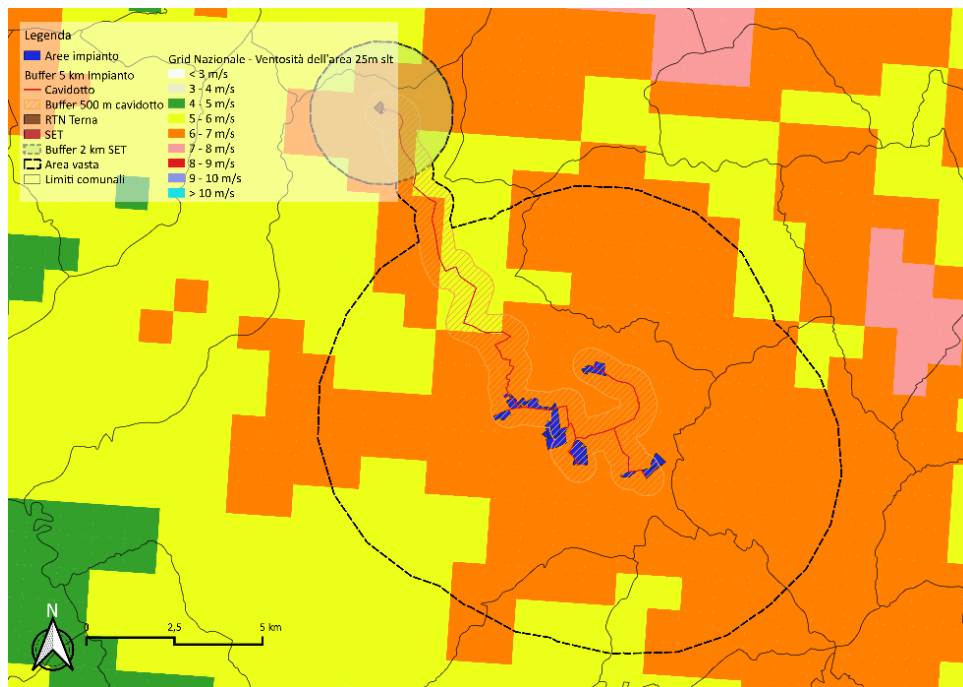 Legenda
Aree impianto
Buffer 5 km Impianto
Cavidotto
Buffer 500 m cavidotto
RTN Terna
SET
Buffer 2 km SET
Area vasta
Limiti comunali
Grid Nazionale - Ventosità dell'area 25m slt
< 3 m/s
3 - 4 m/s
4 - 5 m/s
5 - 6 m/s
6 - 7 m/s
7 - 8 m/s
8 - 9 m/s
9 - 10 m/s
> 10 m/s
N
0 2,5 5 km